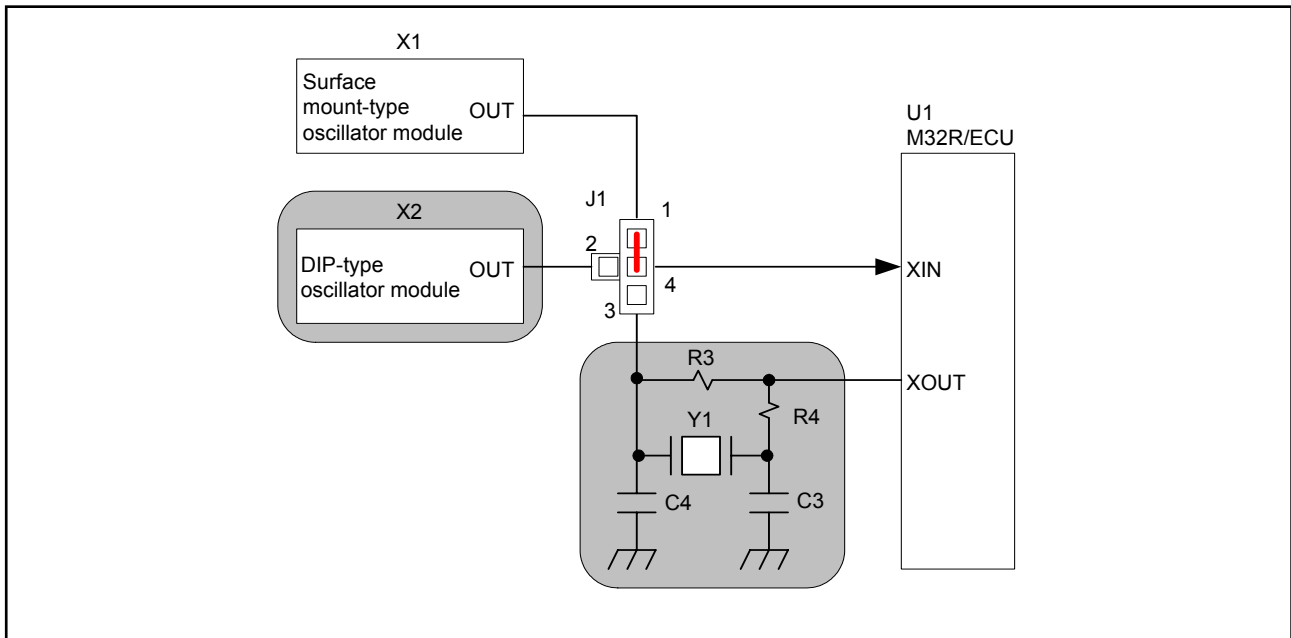 X1
Surface
mount-type
oscillator module
OUT
U1
M32R/ECU
X2
DIP-type
oscillator module
OUT
J1
1
2
4
3
XIN
XOUT
R3
R4
Y1
C4
C3